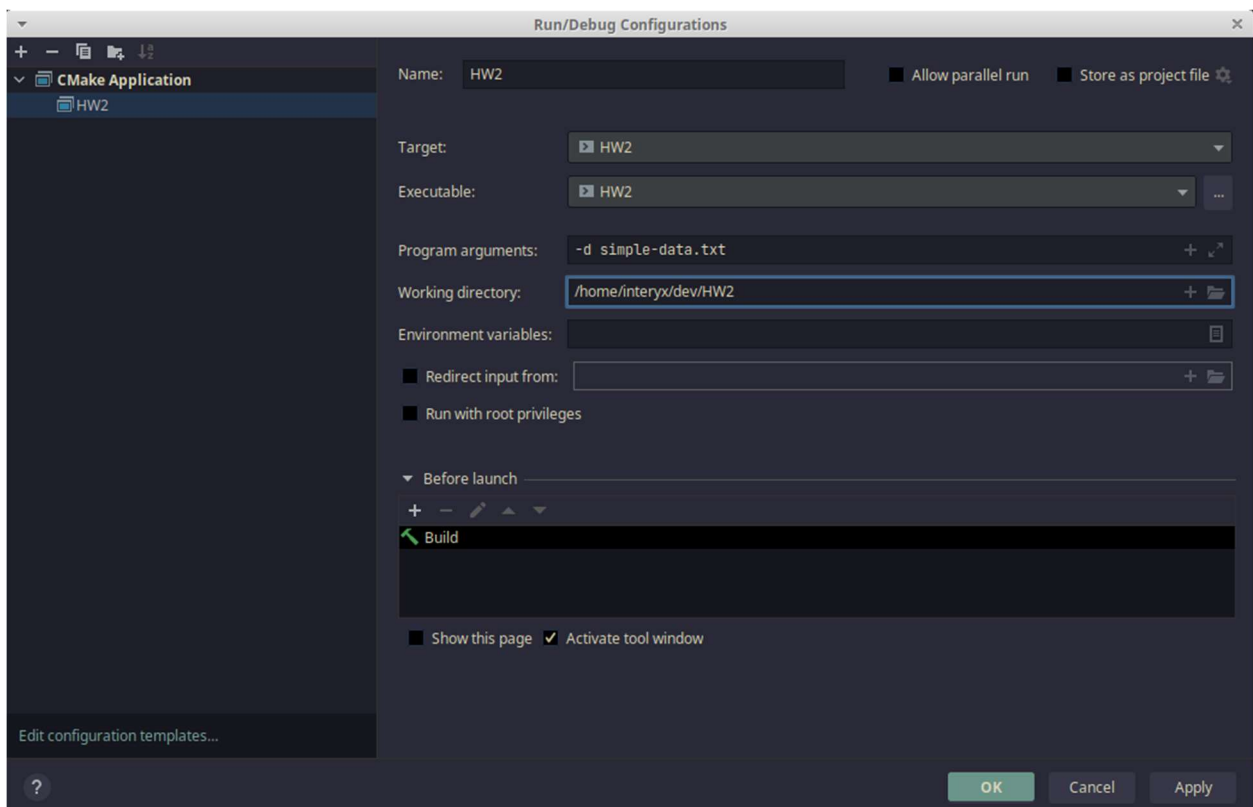 Run/Debug Configurations
CMake Application
HW2
Name: HW2
Allow parallel run
Store as project file
Target: HW2
Executable: HW2 ...
Program arguments: -d simple-data.txt
Working directory: /home/interyx/dev/HW2
Environment variables:
Redirect input from:
Run with root privileges
Before launch
Build
Show this page Activate tool window
Edit configuration templates...
? OK Cancel Apply